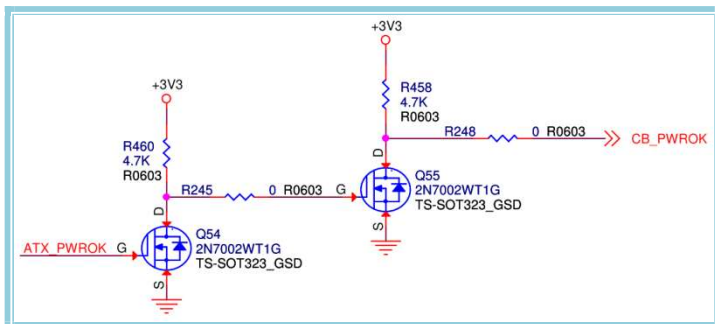 +3V3
+3V3
R458
4.7K
R0603
R460
4.7K
R0603
R248 0 R0603
CB_PWROK
D
Q55
2N7002WT1G
TS-SOT323_GSD
G
S
R245 0 R0603
D
Q54
2N7002WT1G
TS-SOT323_GSD
ATX_PWROK
G
S